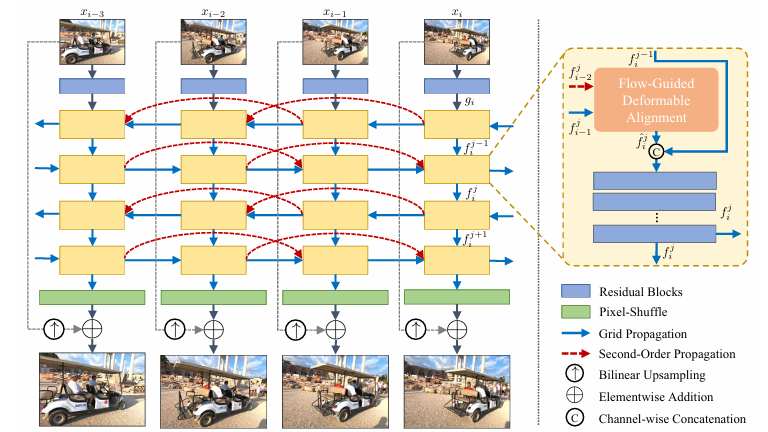 x_{i-3}
x_{i-2}
x_{i-1}
x_i
g_i
f_i^{j-1}
f_i^j
f_i^{j+1}
f_i^{j-1}
f_{i-2}^j
Flow-Guided
Deformable
Alignment
f_{i-1}^j
\hat{f}_i^j
C
f_i^j
f_i^j
Residual Blocks
Pixel-Shuffle
Grid Propagation
Second-Order Propagation
Bilinear Upsampling
Elementwise Addition
C Channel-wise Concatenation